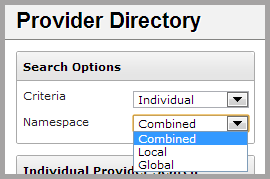 Provider Directory
Search Options
Criteria Individual
Namespace Combined
Combined
Local
Global
Individual Provider Search